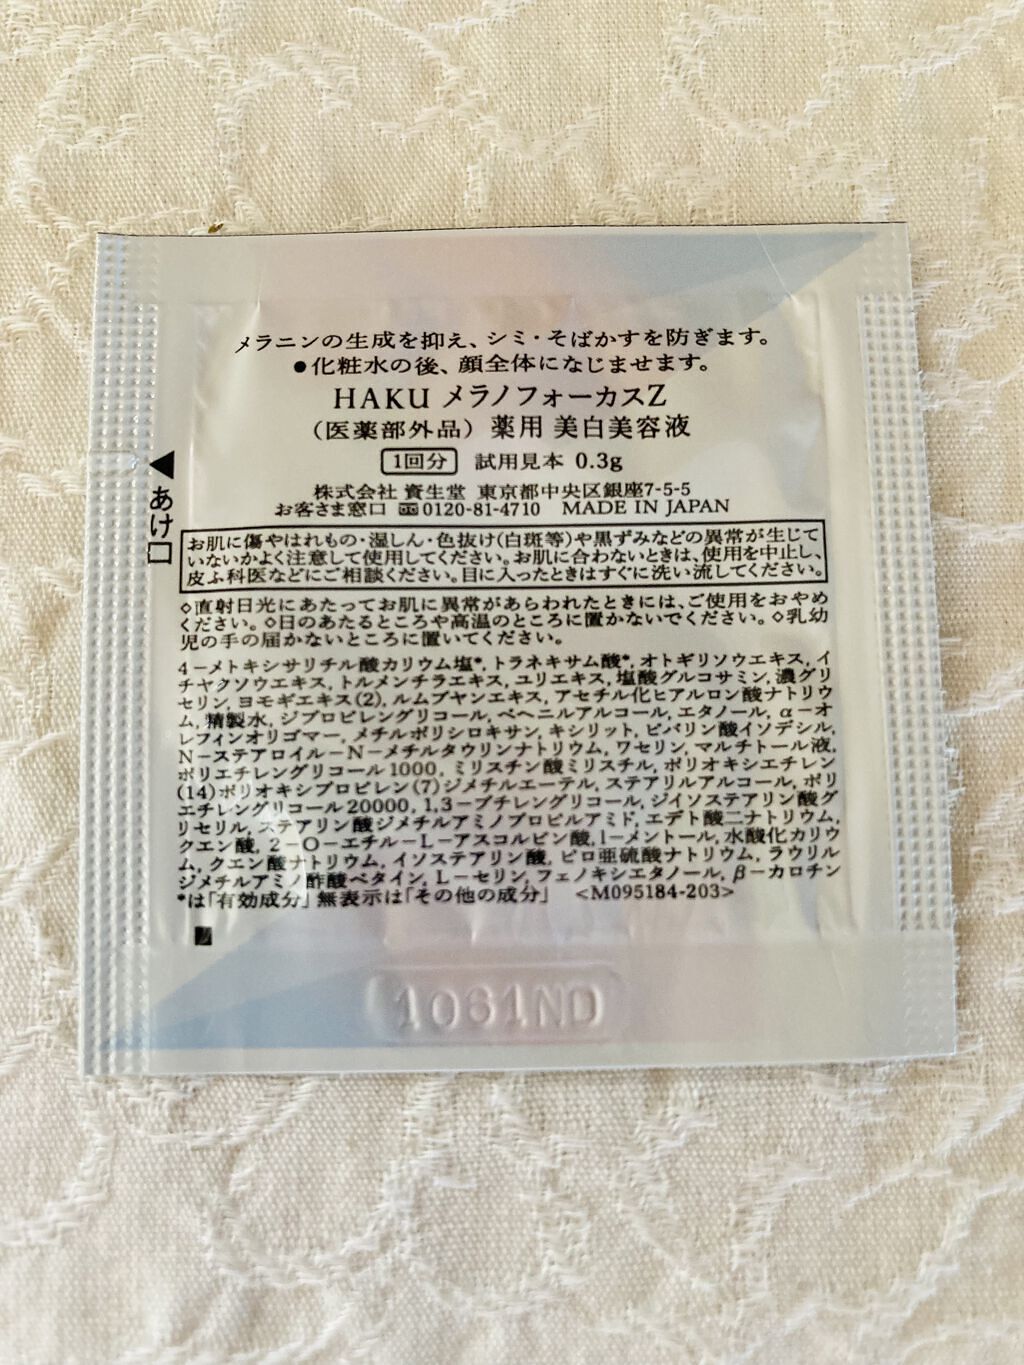 メラニンの生成を抑え、シミ・そばかすを防ぎます。
●化粧水の後、顔全体になじませます。
HAKU メラノフォーカスZ
（医薬部外品）薬用 美白美容液
1回分 試用見本 0.3g
株式会社 資生堂 東京都中央区銀座7-5-5
お客さま窓口 0120-81-4710 MADE IN JAPAN
あけ口
お肌に傷やはれもの・湿しん・色抜け(白斑等)や黒ずみなどの異常が生じて
いないかよく注意して使用してください。お肌に合わないときは、使用を中止し、
皮ふ科医などにご相談ください。目に入ったときはすぐに洗い流してください。
◇直射日光にあたってお肌に異常があらわれたときには、ご使用をおやめ
ください。◇日のあたるところや高温のところに置かないでください。◇乳幼
児の手の届かないところに置いてください。
4－メトキシサリチル酸カリウム塩*, トラネキサム酸*, オトギリソウエキス, イ
チヤクソウエキス, トルメンチラエキス, ユリエキス, 塩酸グルコサミン, 濃グリ
セリン, ヨモギエキス(2), ルムプヤンエキス, アセチル化ヒアルロン酸ナトリウ
ム, 精製水, ジプロピレングリコール, ベヘニルアルコール, エタノール, α－オ
レフィンオリゴマー, メチルポリシロキサン, キシリット, ピバリン酸イソデシル,
N－ステアロイル－N－メチルタウリンナトリウム, ワセリン, マルチトール液,
ポリエチレングリコール1000, ミリスチン酸ミリスチル, ポリオキシエチレン
(14)ポリオキシプロピレン(7)ジメチルエーテル, ステアリルアルコール, ポリ
エチレングリコール20000, 1,3－ブチレングリコール, ジイソステアリン酸グ
リセリル, ステアリン酸ジメチルアミノプロピルアミド, エデト酸二ナトリウム,
クエン酸, 2－O－エチル－L－アスコルビン酸, l－メントール, 水酸化カリウ
ム, クエン酸ナトリウム, イソステアリン酸, ピロ亜硫酸ナトリウム, ラウリル
ジメチルアミノ酢酸ベタイン, L－セリン, フェノキシエタノール, β－カロチン
*は「有効成分」無表示は「その他の成分」 <M095184-203>
1061ND